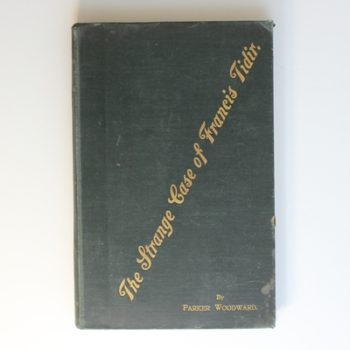 The Strange Case of Francis Tidir.
By
PARKER WOODWARD.